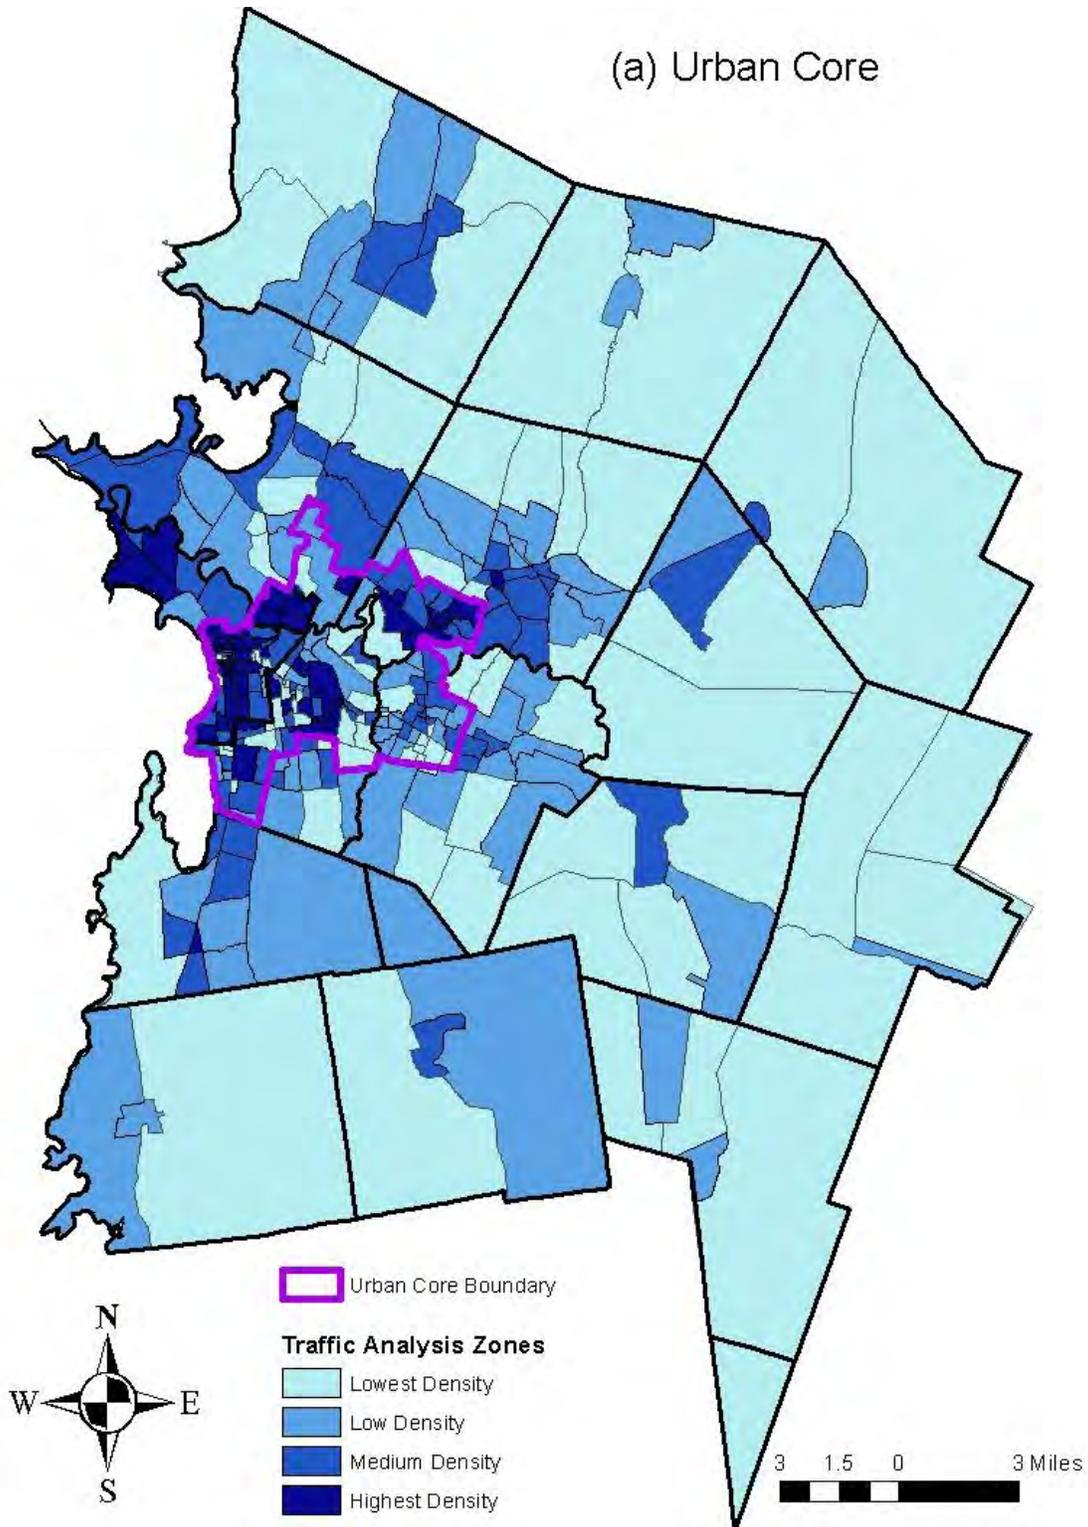 (a) Urban Core
Urban Core Boundary
Traffic Analysis Zones
Lowest Density
Low Density
Medium Density
Highest Density
N
W E
S
3 1.5 0 3 Miles